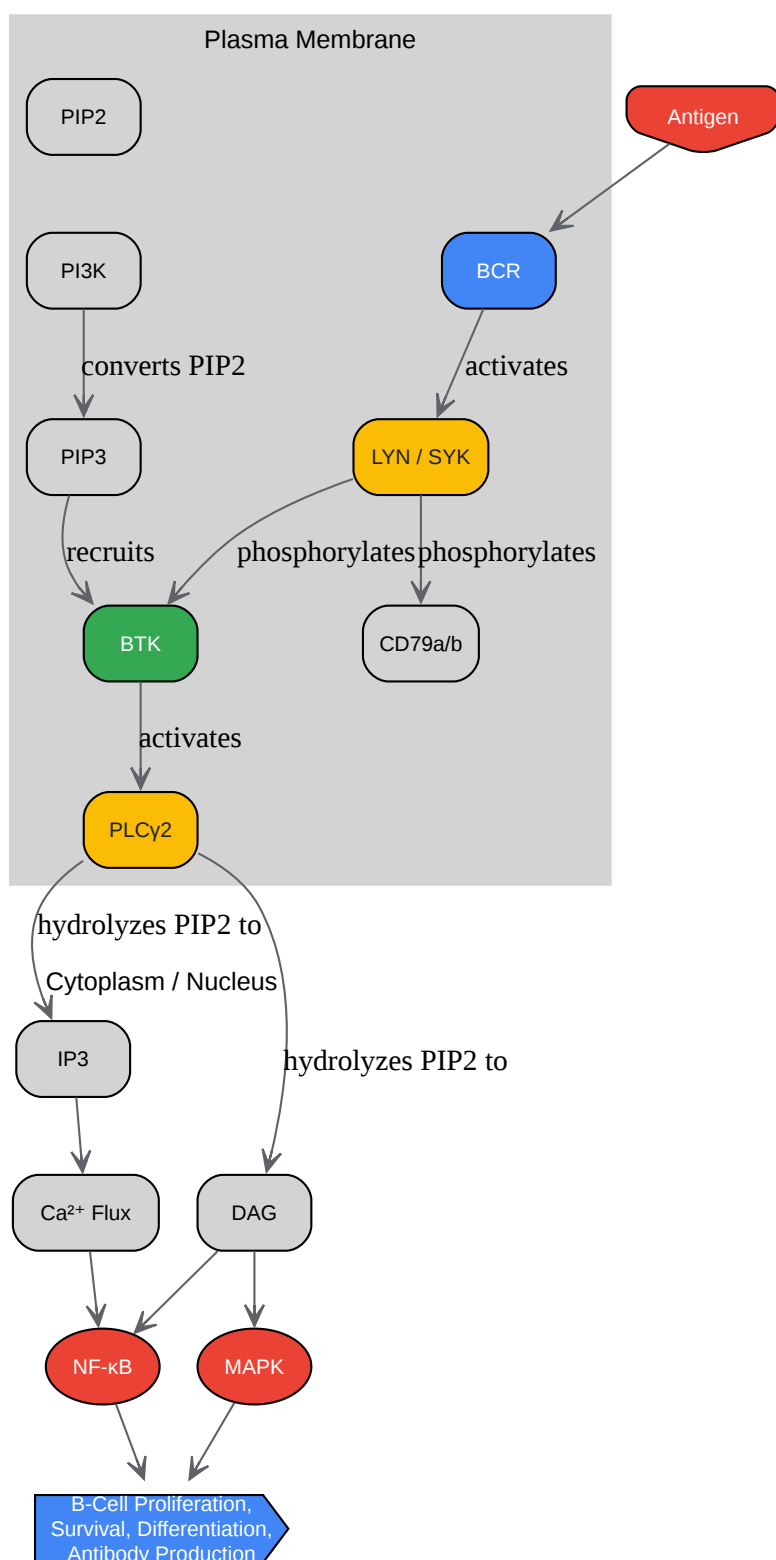 Plasma Membrane
PIP2
Antigen
PI3K
BCR
converts PIP2
activates
PIP3
LYN / SYK
recruits
phosphorylates
phosphorylates
BTK
CD79a/b
activates
PLCγ2
hydrolyzes PIP2 to
Cytoplasm / Nucleus
IP3
hydrolyzes PIP2 to
Ca²⁺ Flux
DAG
NF-κB
MAPK
B-Cell Proliferation,
Survival, Differentiation,
Antibody Production